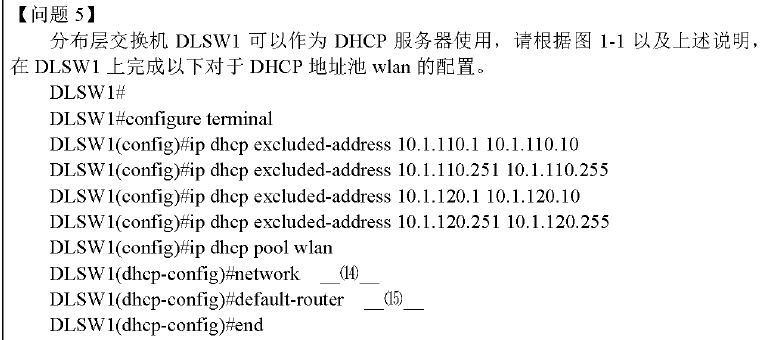 【问题 5】
分布层交换机 DLSW1 可以作为 DHCP 服务器使用，请根据图 1-1 以及上述说明，
在 DLSW1 上完成以下对于 DHCP 地址池 wlan 的配置。
DLSW1#
DLSW1#configure terminal
DLSW1(config)#ip dhcp excluded-address 10.1.110.1 10.1.110.10
DLSW1(config)#ip dhcp excluded-address 10.1.110.251 10.1.110.255
DLSW1(config)#ip dhcp excluded-address 10.1.120.1 10.1.120.10
DLSW1(config)#ip dhcp excluded-address 10.1.120.251 10.1.120.255
DLSW1(config)#ip dhcp pool wlan
DLSW1(dhcp-config)#network __⒁__
DLSW1(dhcp-config)#default-router __⒂__
DLSW1(dhcp-config)#end